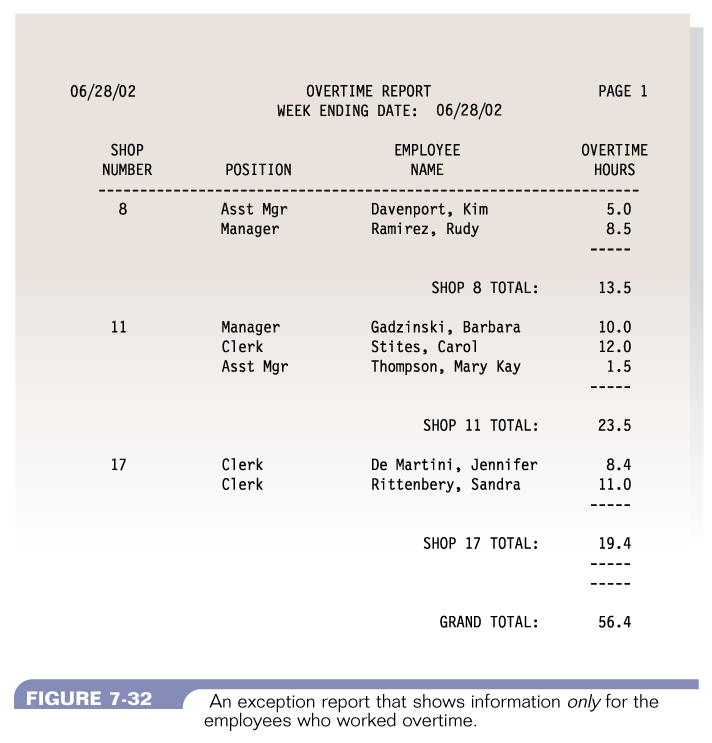 06/28/02 OVERTIME REPORT PAGE 1
WEEK ENDING DATE: 06/28/02
SHOP EMPLOYEE OVERTIME
NUMBER POSITION NAME HOURS
8 Asst Mgr Davenport, Kim 5.0
Manager Ramirez, Rudy 8.5
SHOP 8 TOTAL: 13.5
11 Manager Gadzinski, Barbara 10.0
Clerk Stites, Carol 12.0
Asst Mgr Thompson, Mary Kay 1.5
SHOP 11 TOTAL: 23.5
17 Clerk De Martini, Jennifer 8.4
Clerk Rittenbery, Sandra 11.0
SHOP 17 TOTAL: 19.4
GRAND TOTAL: 56.4
FIGURE 7-32 An exception report that shows information only for the
employees who worked overtime.